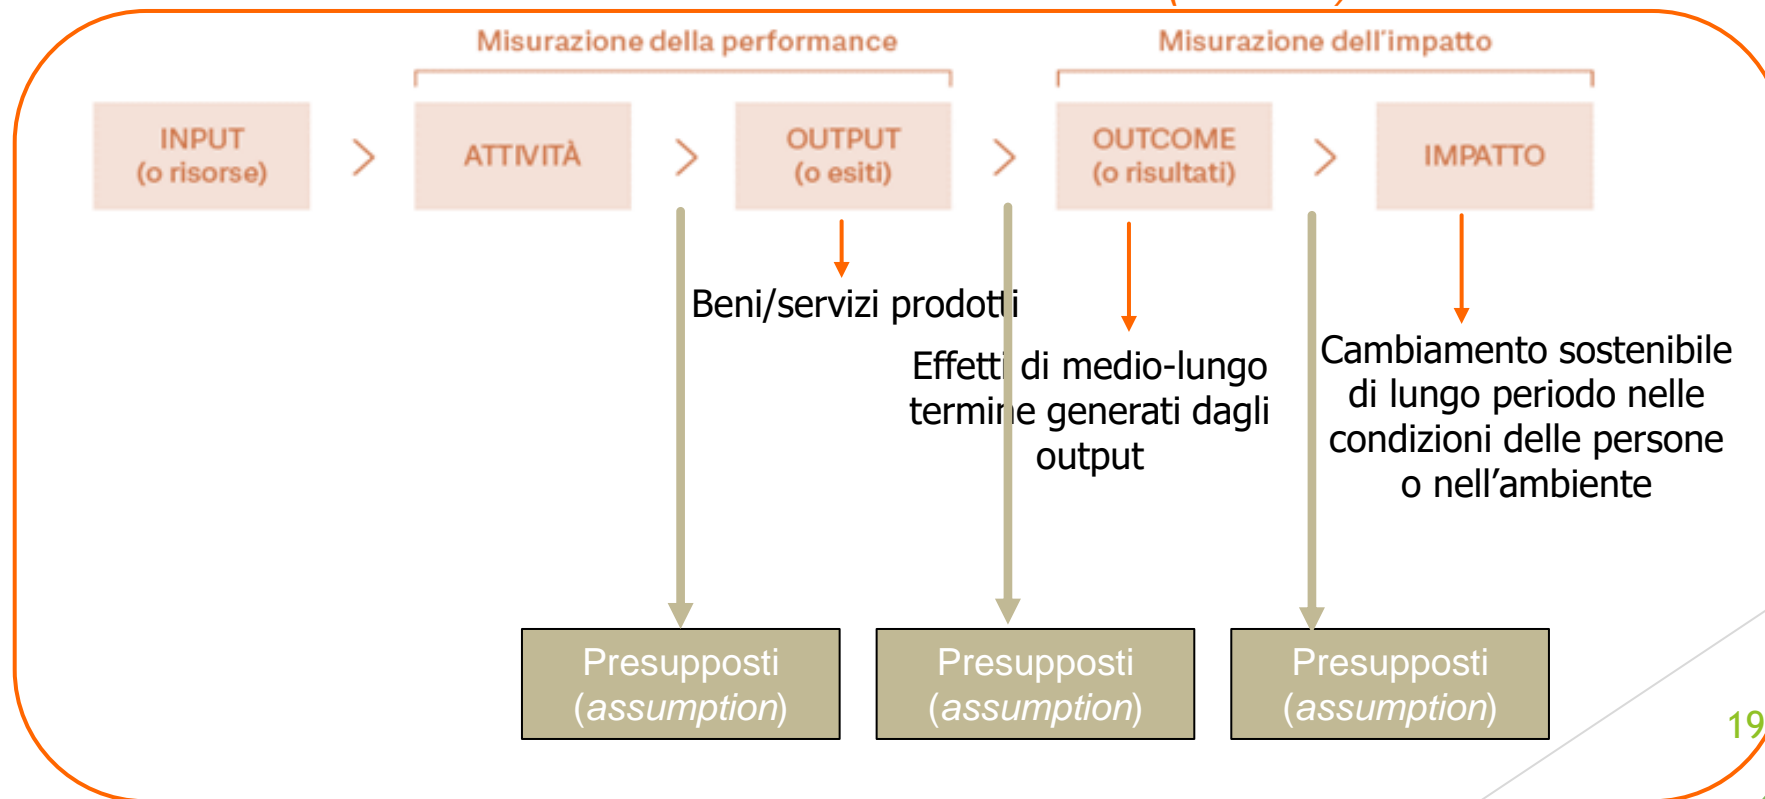 Misurazione della performance
Misurazione dell'impatto
INPUT
(o risorse)
>
ATTIVITÀ
>
OUTPUT
(o esiti)
>
OUTCOME
(o risultati)
>
IMPATTO
Beni/servizi prodotti
Effetti di medio-lungo
termine generati dagli
output
Cambiamento sostenibile
di lungo periodo nelle
condizioni delle persone
o nell’ambiente
Presupposti
(assumption)
Presupposti
(assumption)
Presupposti
(assumption)
19